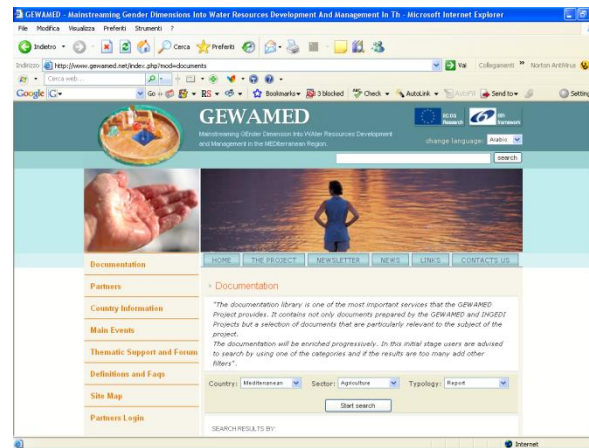 GEWAMED - Mainstreaming Gender Dimensions Into Water Resources Development And Management In Th - Microsoft Internet Explorer
File Modifica Visualizza Preferiti Strumenti ?
Indietro Cerca Preferiti
Indirizzo http://www.gewamed.net/index.php?mod=documents Vai Collegamenti » Norton AntiVirus
Cerca web...
Google G Go RS Bookmarks 3 blocked Check AutoLink AutoFill Send to Setting
GEWAMED
Mainstreaming GEnder Dimension Into WAter Resources Development
and Management in the MEDiterranean Region.
change language: Arabic
search
HOME THE PROJECT NEWSLETTER NEWS LINKS CONTACTS US
Documentation
Partners
Country Information
Main Events
Thematic Support and Forum
Definitions and Faqs
Site Map
Partners Login
Documentation
"The documentation library is one of the most important services that the GEWAMED
Project provides. It contains not only documents prepared by the GEWAMED and INGEDI
Projects but a selection of documents that are particularly relevant to the subject of the
project.
The documentation will be enriched progressively. In this initial stage users are advised
to search by using one of the categories and if the results are too many add other
filters".
Country: Mediterranean Sector: Agriculture Typology: Report
Start search
SEARCH RESULTS BY:
Internet